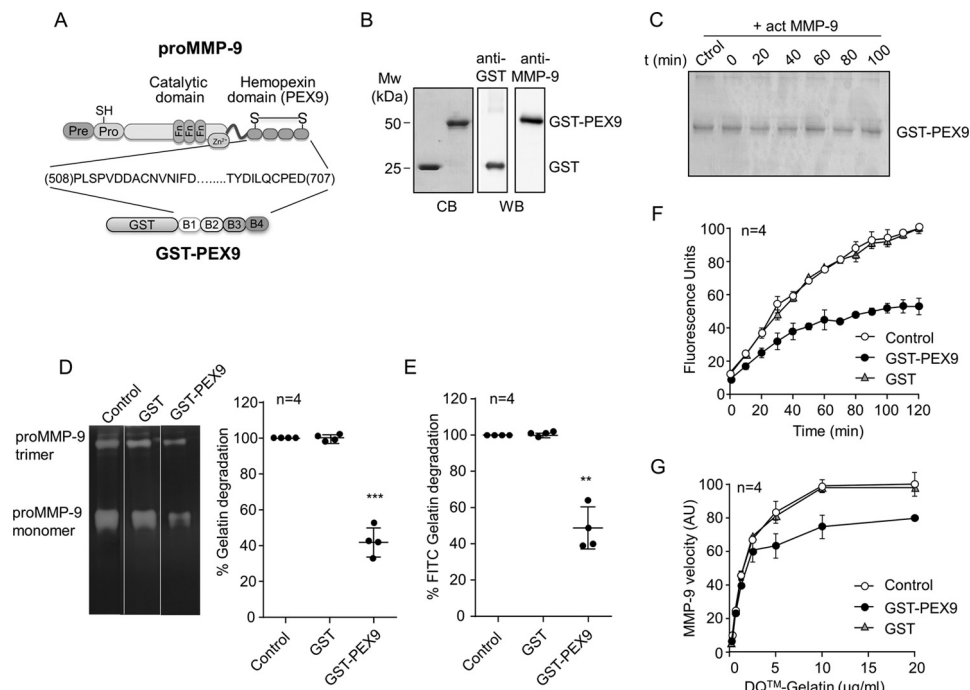 A
proMMP-9
Catalytic domain
Hemopexin domain (PEX9)
SH
S
S
Pre
Pro
Fn
Fn
Fn
Zn2+
(508)PLSPVDDACNVNIFD…......TYDILQCPED(707)
GST
B1
B2
B3
B4
GST-PEX9
B
Mw (kDa)
anti-GST
anti-MMP-9
50
25
GST-PEX9
GST
CB
WB
C
+ act MMP-9
t (min)
Ctrol
0
20
40
60
80
100
GST-PEX9
D
Control
GST
GST-PEX9
proMMP-9 trimer
proMMP-9 monomer
n=4
% Gelatin degradation
120
100
80
60
40
20
0
***
Control
GST
GST-PEX9
E
n=4
% FITC Gelatin degradation
120
100
80
60
40
20
0
**
Control
GST
GST-PEX9
F
n=4
Fluorescence Units
100
80
60
40
20
0
Control
GST-PEX9
GST
0
20
40
60
80
100
120
Time (min)
G
n=4
MMP-9 velocity (AU)
100
80
60
40
20
0
Control
GST-PEX9
GST
0
5
10
15
20
DQTM-Gelatin (µg/ml)